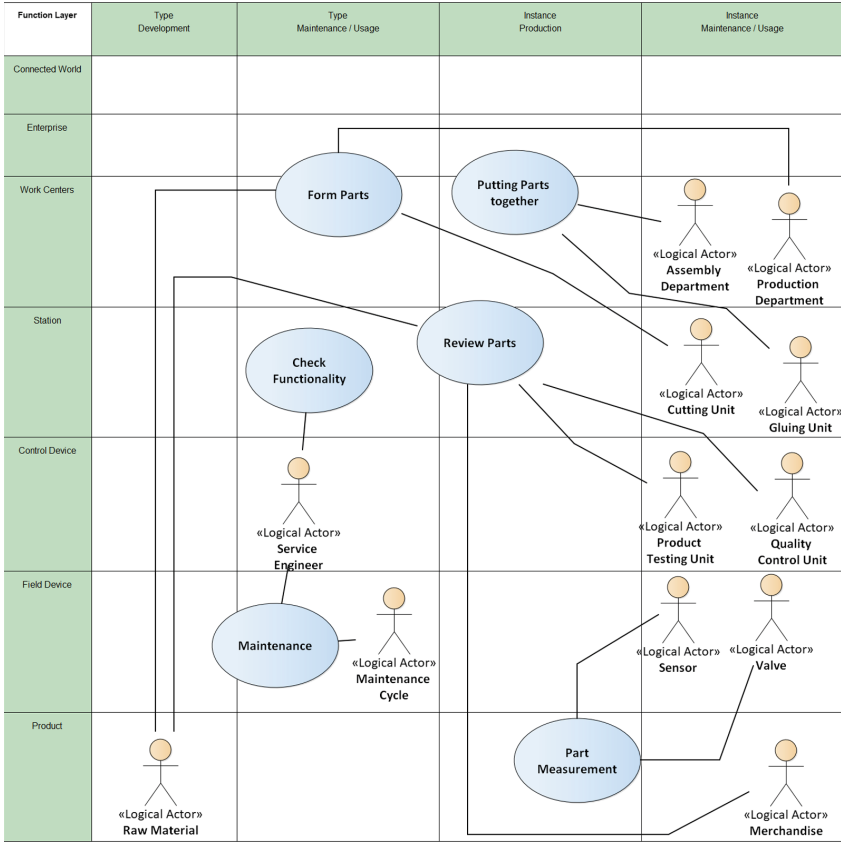 Function Layer
Type
Development
Type
Maintenance / Usage
Instance
Production
Instance
Maintenance / Usage
Connected World
Enterprise
Work Centers
Form Parts
Putting Parts
together
«Logical Actor»
Assembly
Department
«Logical Actor»
Production
Department
Station
Check
Functionality
Review Parts
«Logical Actor»
Cutting Unit
«Logical Actor»
Gluing Unit
Control Device
«Logical Actor»
Service
Engineer
«Logical Actor»
Product
Testing Unit
«Logical Actor»
Quality
Control Unit
Field Device
Maintenance
«Logical Actor»
Maintenance
Cycle
«Logical Actor»
Sensor
«Logical Actor»
Valve
Product
«Logical Actor»
Raw Material
Part
Measurement
«Logical Actor»
Merchandise